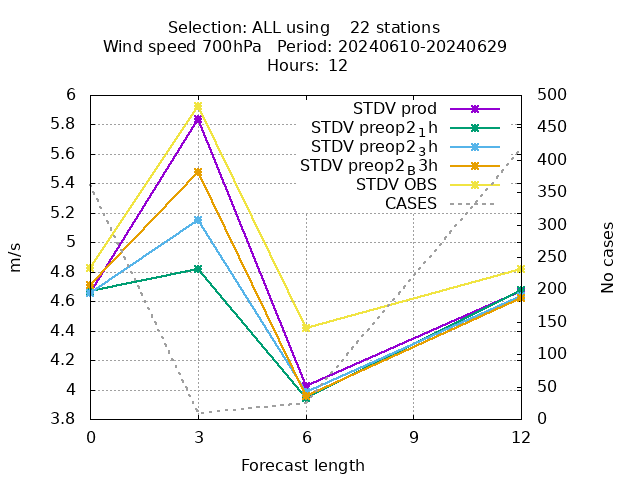 Selection: ALL using 22 stations
Wind speed 700hPa Period: 20240610-20240629
Hours: 12
6
5.8
5.6
5.4
5.2
5
4.8
4.6
4.4
4.2
4
3.8
500
450
400
350
300
250
200
150
100
50
0
STDV prod
STDV preop2₁h
STDV preop2₃h
STDV preop2_B3h
STDV OBS
CASES
m/s
No cases
0 3 6 9 12
Forecast length